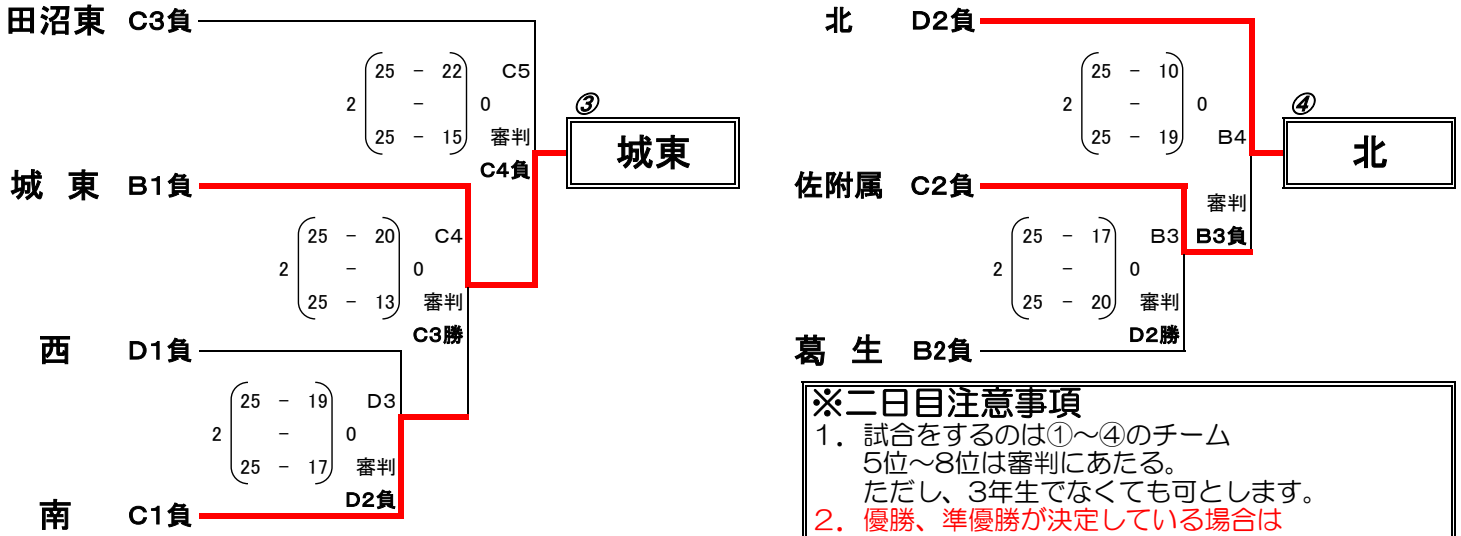 田沼東 C3負
25 - 22 C5
2 - 0
25 - 15 審判
C4負
③
城東
城 東 B1負
25 - 20 C4
2 - 0
25 - 13 審判
C3勝
西 D1負
25 - 19 D3
2 - 0
25 - 17 審判
D2負
南 C1負
北 D2負
25 - 10
2 - 0
25 - 19 B4
④
北
審判
B3負
佐附属 C2負
25 - 17 B3
2 - 0
25 - 20 審判
D2勝
葛 生 B2負
※二日目注意事項
1．試合をするのは①～④のチーム
5位～8位は審判にあたる。
ただし、3年生でなくても可とします。
2．優勝、準優勝が決定している場合は